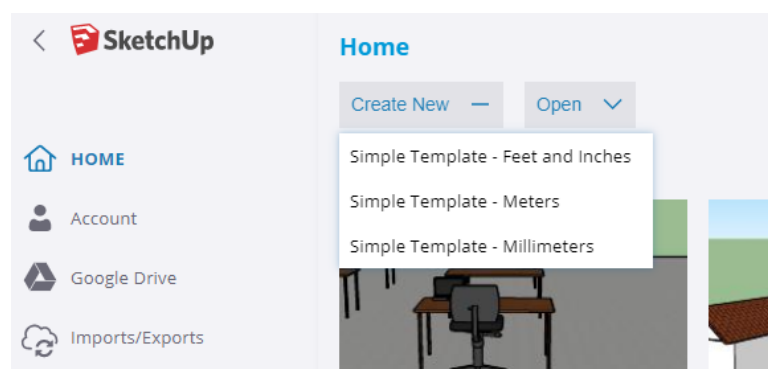 SketchUp
Home
Create New
Open
Simple Template - Feet and Inches
Simple Template - Meters
Simple Template - Millimeters
HOME
Account
Google Drive
Imports/Exports